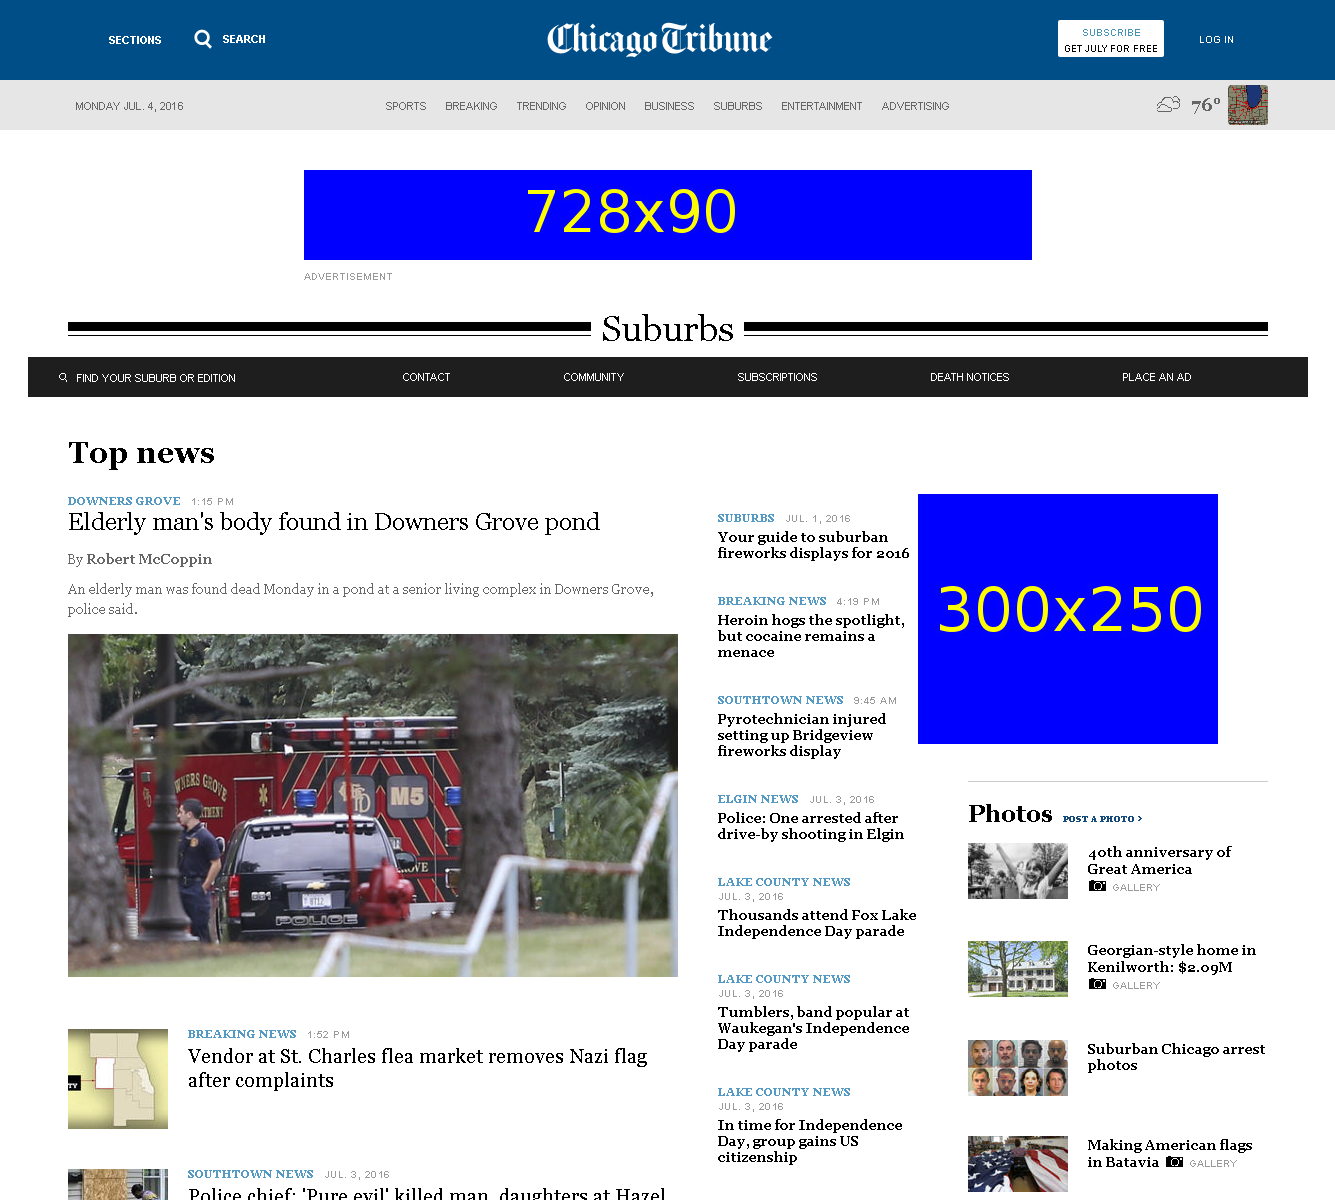 SECTIONS
SEARCH
Chicago Tribune
SUBSCRIBE
GET JULY FOR FREE
LOG IN
MONDAY JUL. 4, 2016
SPORTS BREAKING TRENDING OPINION BUSINESS SUBURBS ENTERTAINMENT ADVERTISING
76°
728x90
ADVERTISEMENT
Suburbs
FIND YOUR SUBURB OR EDITION
CONTACT
COMMUNITY
SUBSCRIPTIONS
DEATH NOTICES
PLACE AN AD
Top news
DOWNERS GROVE 1:15 PM
Elderly man's body found in Downers Grove pond
By Robert McCoppin
An elderly man was found dead Monday in a pond at a senior living complex in Downers Grove,
police said.
WNERS GROVE
TMENT
M5
OVE
POLICE
BREAKING NEWS 1:52 PM
Vendor at St. Charles flea market removes Nazi flag
after complaints
SOUTHTOWN NEWS JUL. 3, 2016
Police chief: 'Pure evil' killed man, daughters at Hazel
SUBURBS JUL. 1, 2016
Your guide to suburban
fireworks displays for 2016
BREAKING NEWS 4:19 PM
Heroin hogs the spotlight,
but cocaine remains a
menace
SOUTHTOWN NEWS 9:45 AM
Pyrotechnician injured
setting up Bridgeview
fireworks display
ELGIN NEWS JUL. 3, 2016
Police: One arrested after
drive-by shooting in Elgin
LAKE COUNTY NEWS
JUL. 3, 2016
Thousands attend Fox Lake
Independence Day parade
LAKE COUNTY NEWS
JUL. 3, 2016
Tumblers, band popular at
Waukegan's Independence
Day parade
LAKE COUNTY NEWS
JUL. 3, 2016
In time for Independence
Day, group gains US
citizenship
300x250
Photos POST A PHOTO >
40th anniversary of
Great America
GALLERY
Georgian-style home in
Kenilworth: $2.09M
GALLERY
Suburban Chicago arrest
photos
Making American flags
in Batavia GALLERY